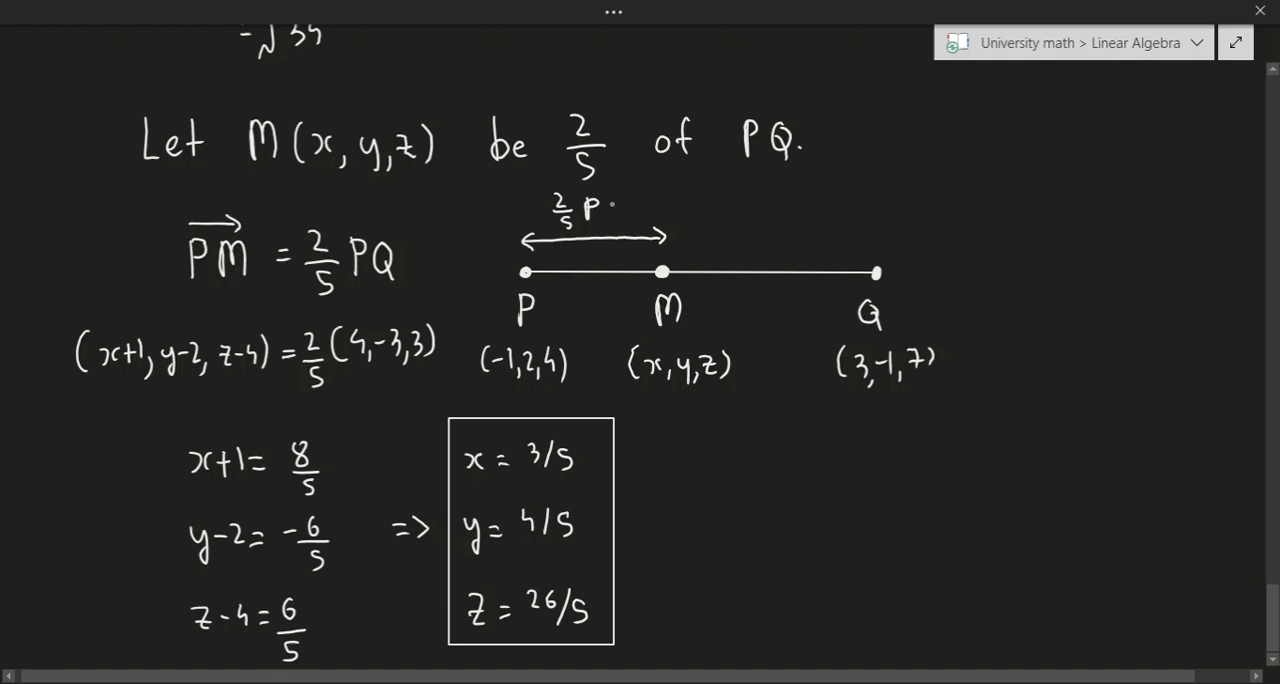 ...
University math > Linear Algebra
= √34
Let M(x, y, z) be 2/5 of PQ.
2/5 P
PM = 2/5 PQ
P M Q
(x+1, y-2, z-4) = 2/5 (4, -3, 3) (-1, 2, 4) (x, y, z) (3, -1, 7)
x+1 = 8/5 x = 3/5
y-2 = -6/5 => y = 4/5
z-4 = 6/5 z = 26/5